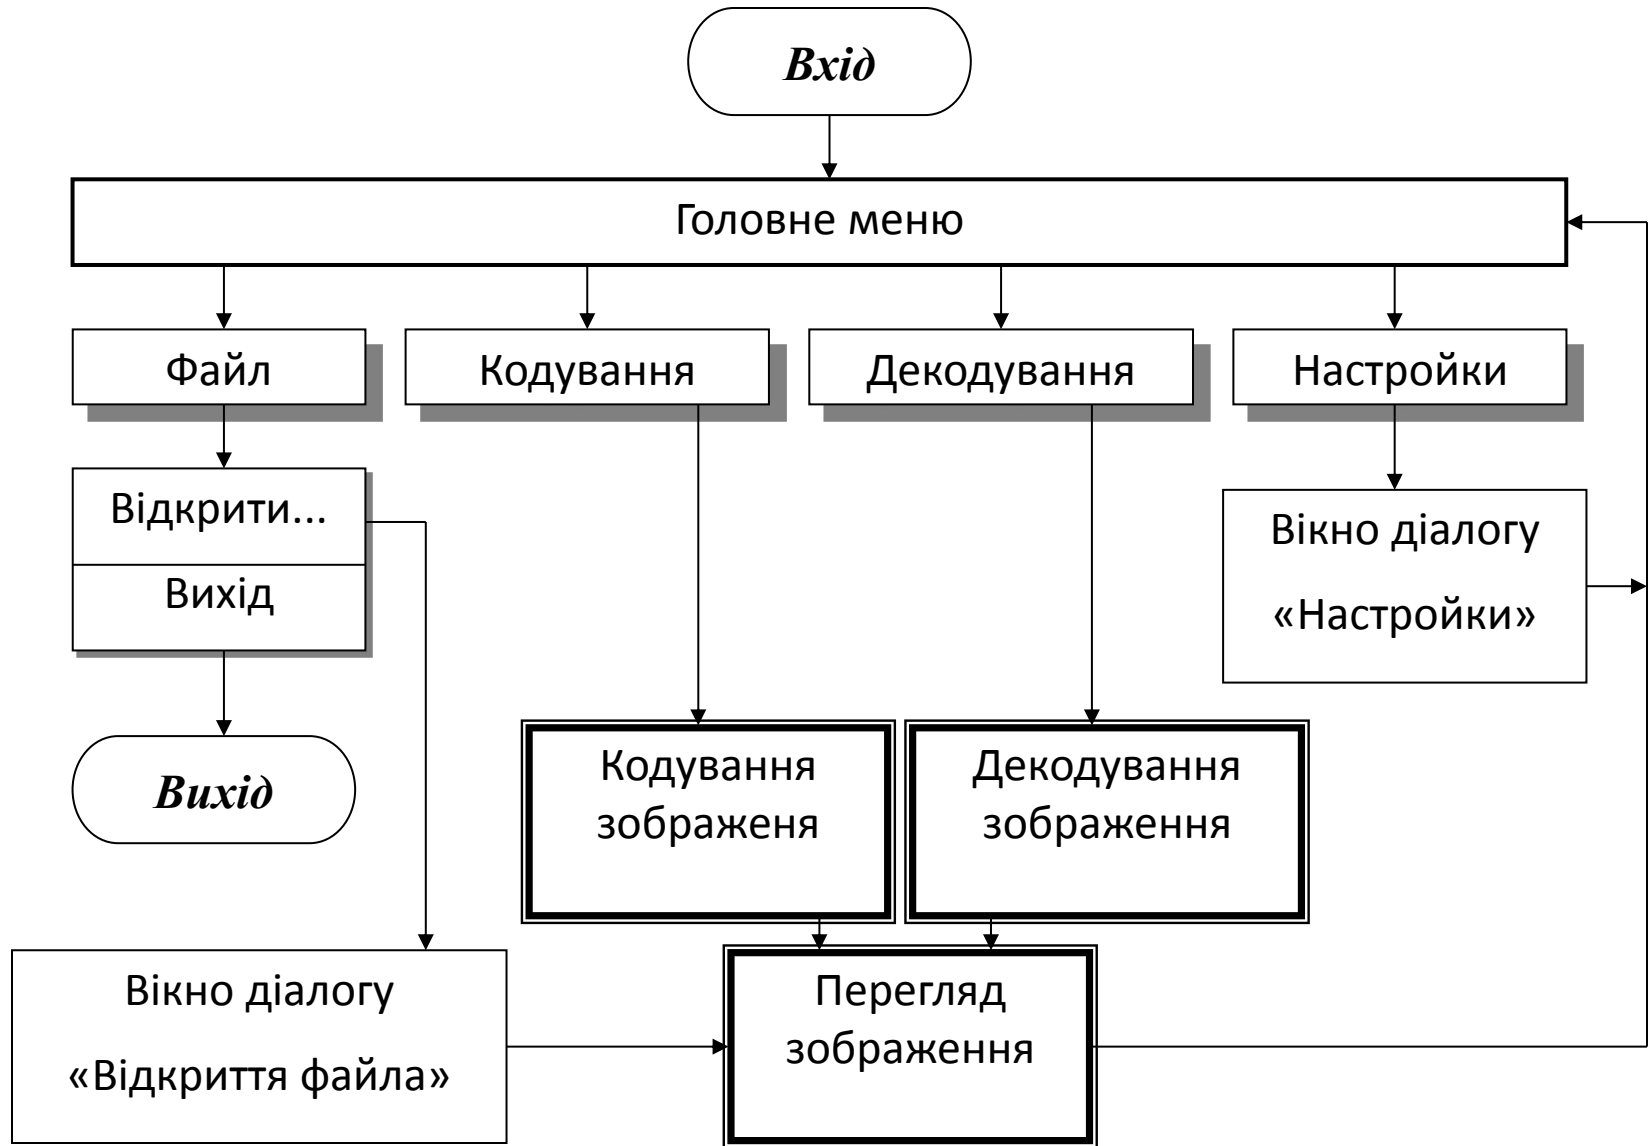 Вхід
Головне меню
Файл
Кодування
Декодування
Настройки
Відкрити...
Вихід
Вікно діалогу
«Настройки»
Вихід
Кодування
зображеня
Декодування
зображення
Вікно діалогу
«Відкриття файла»
Перегляд
зображення